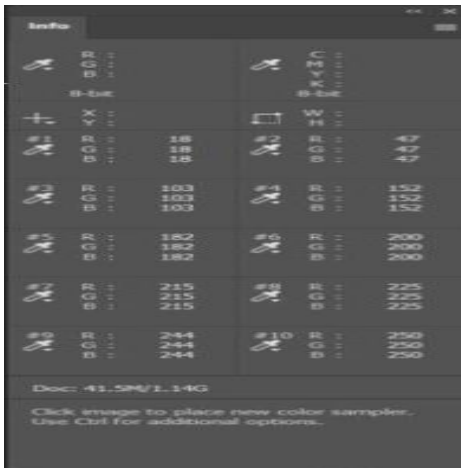 Info
R :
G :
B :
8-bit
C :
M :
Y :
K :
8-bit
X :
Y :
W :
H :
#1 R : 18
G : 18
B : 18
#2 R : 47
G : 47
B : 47
#3 R : 103
G : 103
B : 103
#4 R : 152
G : 152
B : 152
#5 R : 182
G : 182
B : 182
#6 R : 200
G : 200
B : 200
#7 R : 215
G : 215
B : 215
#8 R : 225
G : 225
B : 225
#9 R : 244
G : 244
B : 244
#10 R : 250
G : 250
B : 250
Doc: 41.5M/1.14G
Click image to place new color sampler.
Use Ctrl for additional options.